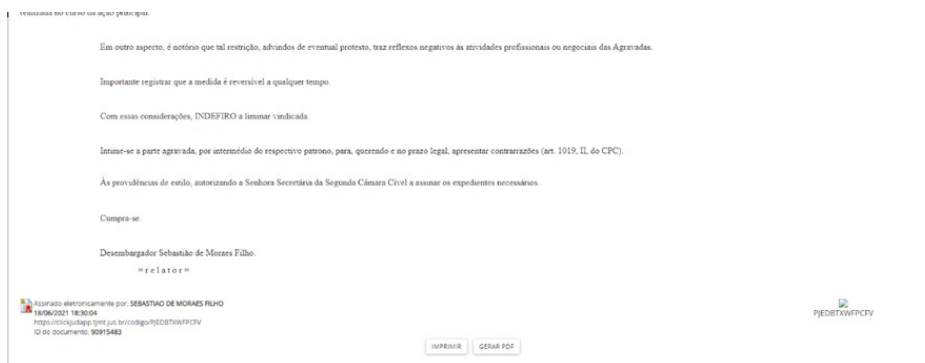 realizada no curso da ação principal.
Em outro aspecto, é notório que tal restrição, advindos de eventual protesto, traz reflexos negativos às atividades profissionais ou negociais das Agravadas.
Importante registrar que a medida é reversível a qualquer tempo.
Com essas considerações, INDEFIRO a liminar vindicada.
Intime-se a parte agravada, por intermédio do respectivo patrono, para, querendo e no prazo legal, apresentar contrarrazões (art. 1019, II, do CPC).
Às providências de estilo, autorizando a Senhora Secretária da Segunda Câmara Cível a assinar os expedientes necessários.
Cumpra-se.
Desembargador Sebastião de Moraes Filho.
= r e l a t o r =
Assinado eletronicamente por: SEBASTIAO DE MORAES FILHO
18/06/2021 18:30:04
https://clickjudapp.tjmt.jus.br/codigo/PJEDBTXWFPCFV
ID do documento: 90915483
PJEDBTXWFPCFV
IMPRIMIR GERAR PDF